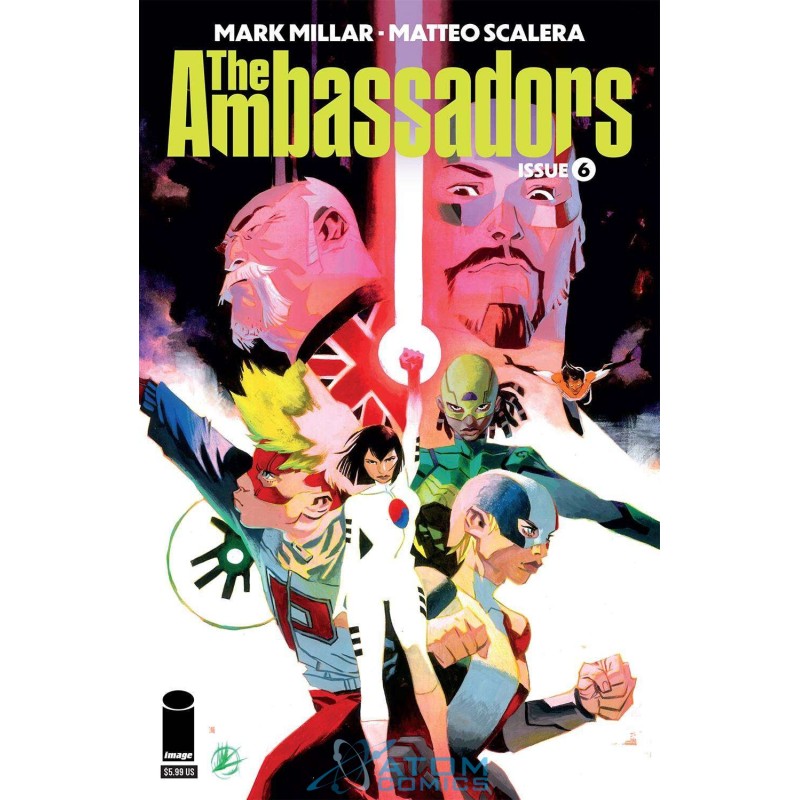 MARK MILLAR - MATTEO SCALERA
The
Ambassadors
ISSUE 6
image
$5.99 US
ATOM
COMICS